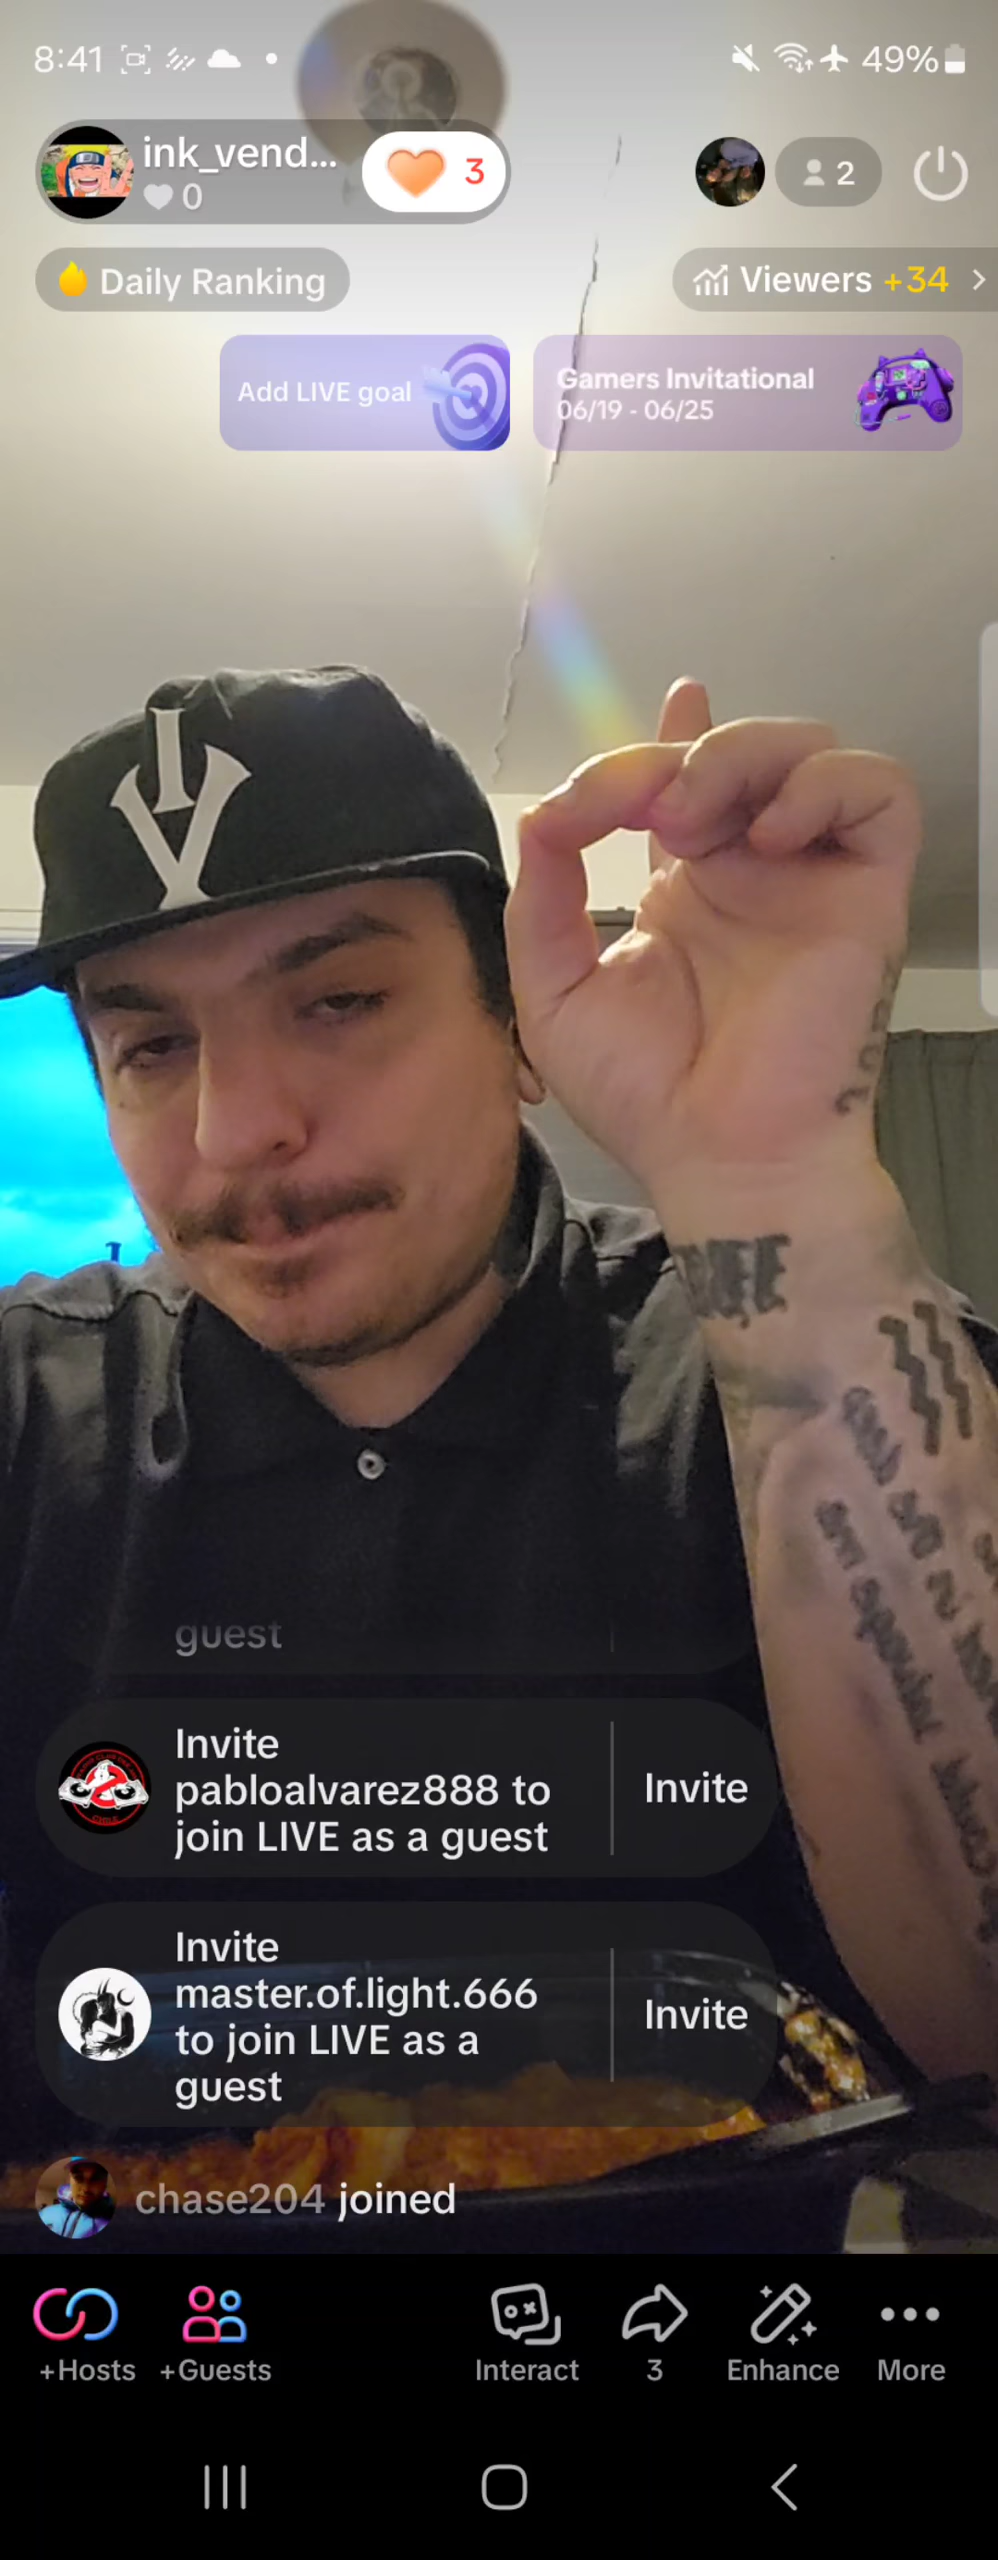 8:41
49%
ink_vend...
0
3
2
Daily Ranking
Viewers +34
Add LIVE goal
Gamers Invitational
06/19 - 06/25
guest
Invite
pabloalvarez888 to
join LIVE as a guest
Invite
Invite
master.of.light.666
to join LIVE as a
guest
Invite
chase204 joined
+Hosts
+Guests
Interact
3
Enhance
More